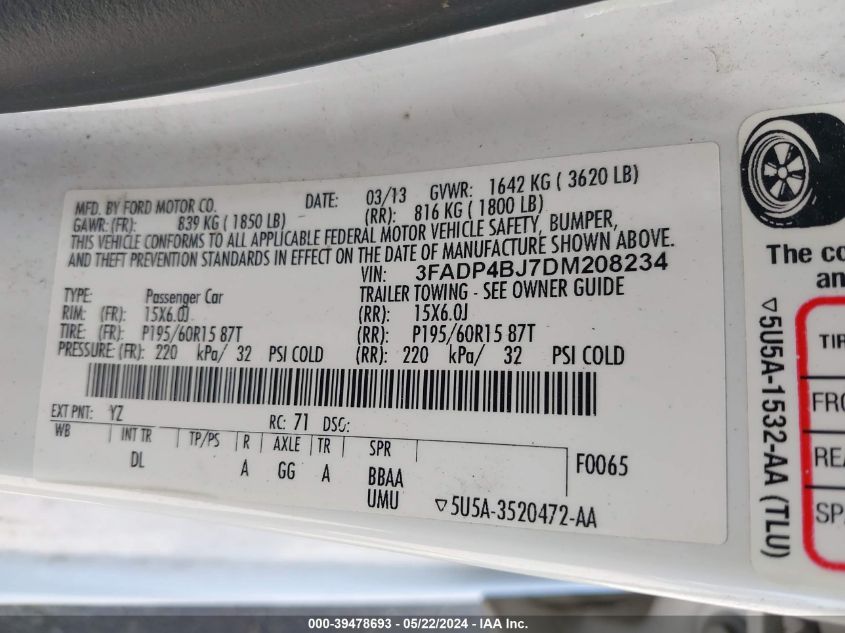 MFD. BY FORD MOTOR CO. DATE: 03/13 GVWR: 1642 KG ( 3620 LB)
GAWR: (FR): 839 KG ( 1850 LB) (RR): 816 KG ( 1800 LB)
THIS VEHICLE CONFORMS TO ALL APPLICABLE FEDERAL MOTOR VEHICLE SAFETY, BUMPER,
AND THEFT PREVENTION STANDARDS IN EFFECT ON THE DATE OF MANUFACTURE SHOWN ABOVE.
VIN: 3FADP4BJ7DM208234
TYPE: Passenger Car TRAILER TOWING - SEE OWNER GUIDE
RIM: (FR): 15X6.0J (RR): 15X6.0J
TIRE: (FR): P195/60R15 87T (RR): P195/60R15 87T
PRESSURE: (FR): 220 kPa/ 32 PSI COLD (RR): 220 kPa/ 32 PSI COLD
EXT PNT: YZ RC: 71 DSO:
WB INT TR TP/PS R AXLE TR SPR F0065
DL A GG A BBAA
UMU ▽5U5A-3520472-AA
The co
an
▽5U5A-1532-AA (TLU)
TIR
FRO
REA
SPA
000-39478693 - 05/22/2024 - IAA Inc.